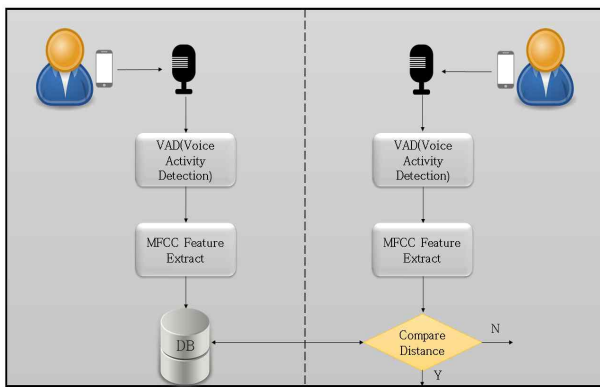 VAD(Voice
Activity
Detection)
MFCC Feature
Extract
DB
VAD(Voice
Activity
Detection)
MFCC Feature
Extract
Compare
Distance
N
Y